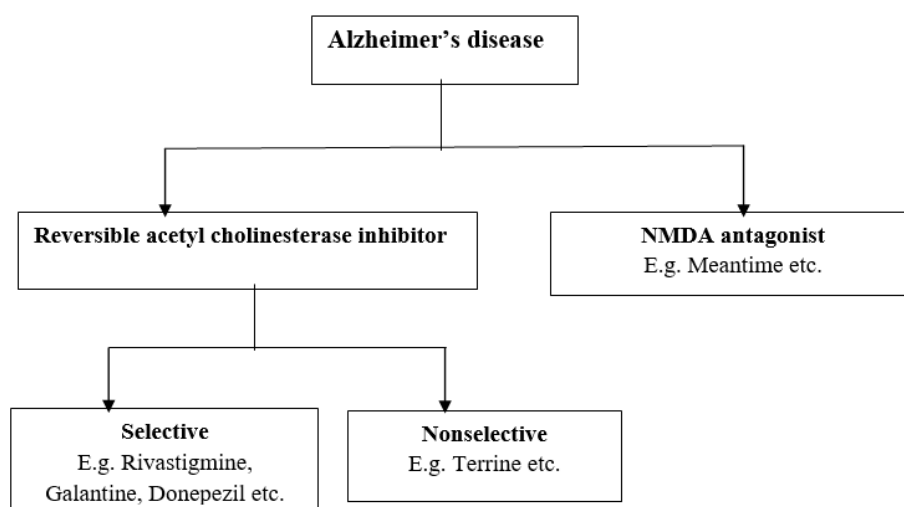 Alzheimer’s disease
Reversible acetyl cholinesterase inhibitor
NMDA antagonist
E.g. Meantime etc.
Selective
E.g. Rivastigmine,
Galantine, Donepezil etc.
Nonselective
E.g. Terrine etc.